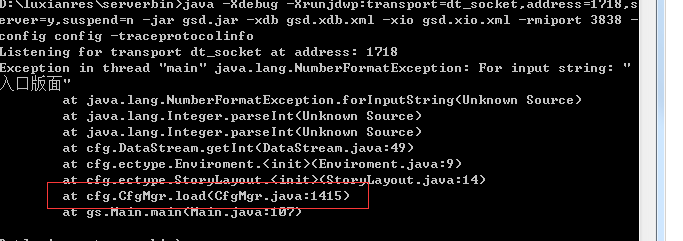 D:\luxianres\serverbin>java -Xdebug -Xrunjdwp:transport=dt_socket,address=1718,s
erver=y,suspend=n -jar gsd.jar -xdb gsd.xdb.xml -xio gsd.xio.xml -rmiport 3838 -
config config -traceprotocolinfo
Listening for transport dt_socket at address: 1718
Exception in thread "main" java.lang.NumberFormatException: For input string: "
入口版面"
at java.lang.NumberFormatException.forInputString(Unknown Source)
at java.lang.Integer.parseInt(Unknown Source)
at java.lang.Integer.parseInt(Unknown Source)
at cfg.DataStream.getInt(DataStream.java:49)
at cfg.ectype.Enviroment.<init>(Enviroment.java:9)
at cfg.ectype.StoryLayout.<init>(StoryLayout.java:14)
at cfg.CfgMgr.load(CfgMgr.java:1415)
at gs.Main.main(Main.java:107)